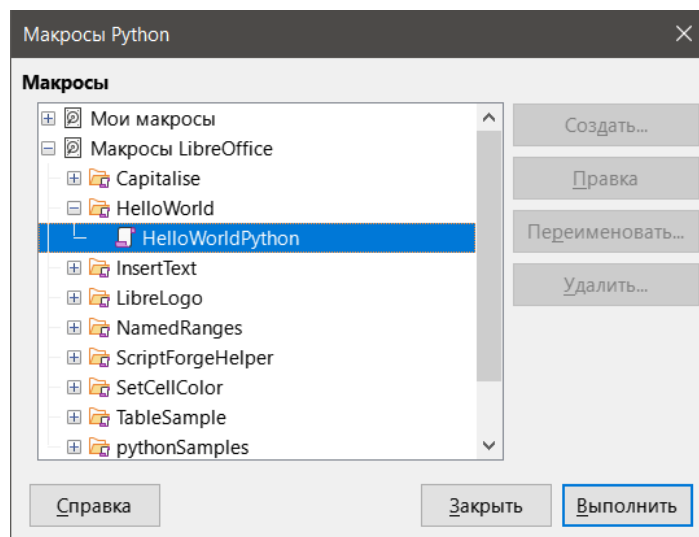 Макросы Python
Макросы
Мои макросы
Макросы LibreOffice
Capitalise
HelloWorld
HelloWorldPython
InsertText
LibreLogo
NamedRanges
ScriptForgeHelper
SetCellColor
TableSample
pythonSamples
Создать...
Правка
Переименовать...
Удалить...
Справка
Закрыть
Выполнить